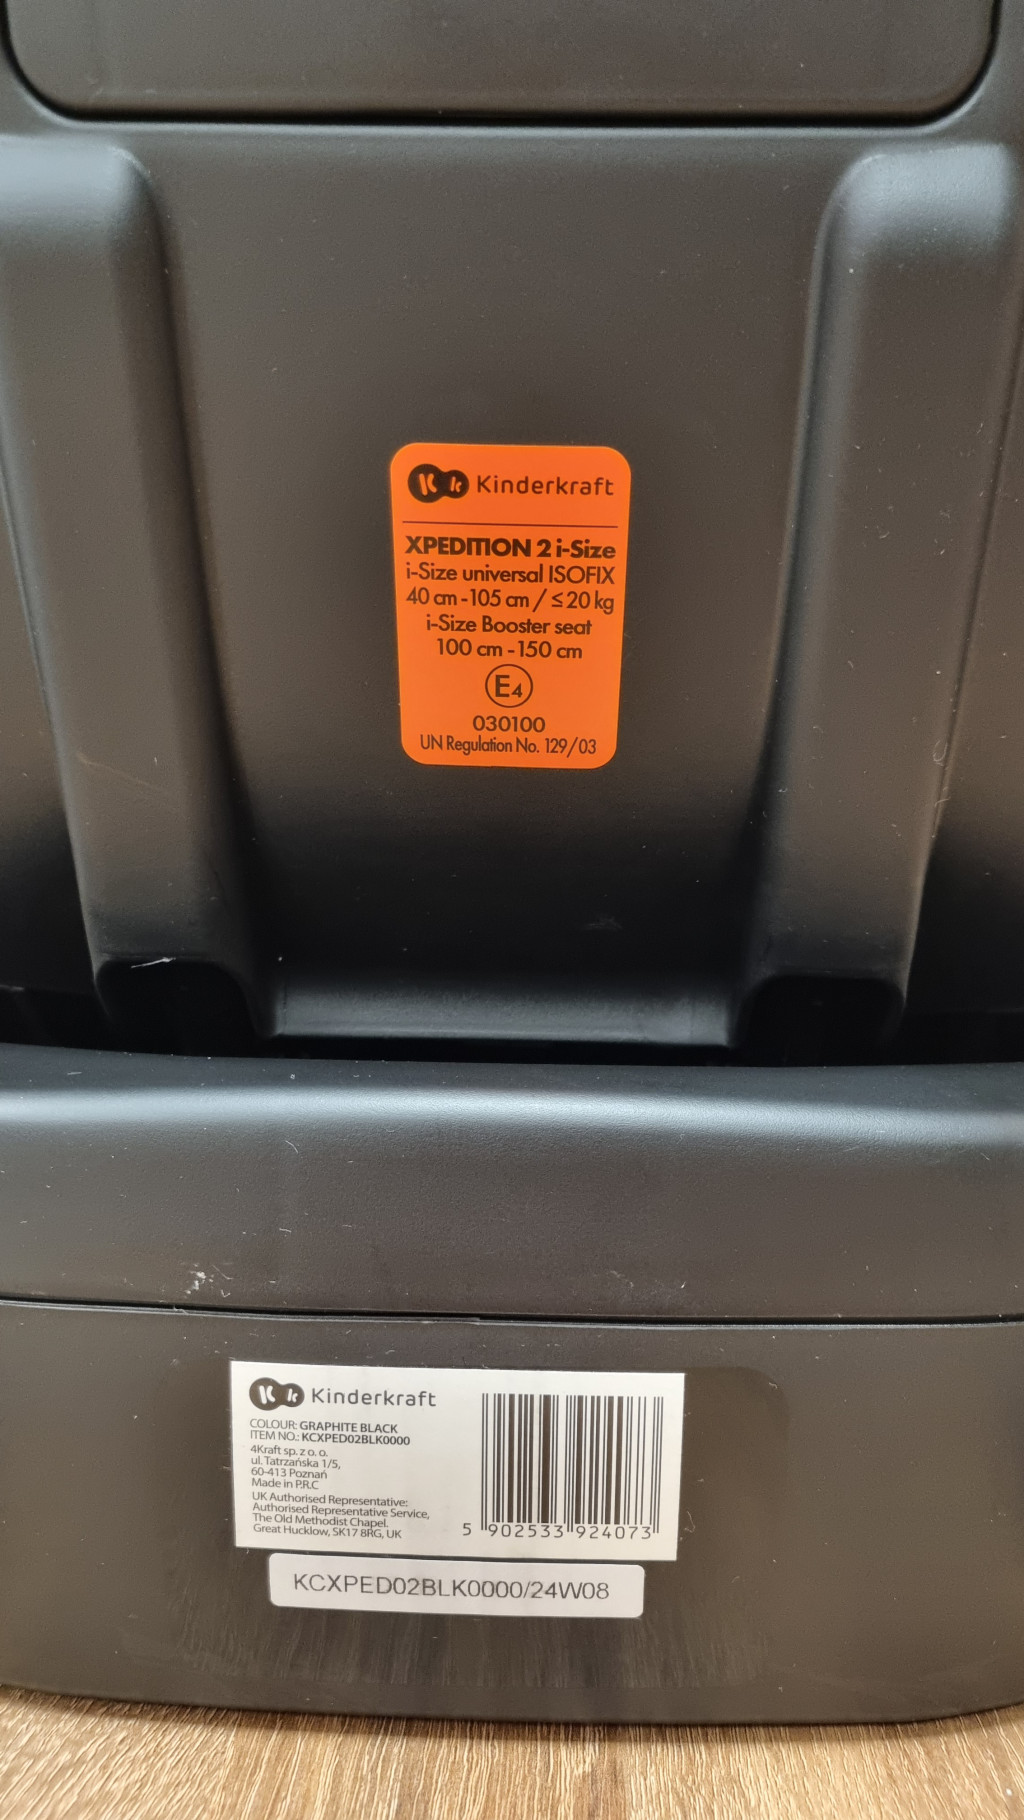 Kinderkraft
XPEDITION 2 i-Size
i-Size universal ISOFIX
40 cm - 105 cm / ≤ 20 kg
i-Size Booster seat
100 cm - 150 cm
E4
030100
UN Regulation No. 129/03
Kinderkraft
COLOUR: GRAPHITE BLACK
ITEM NO.: KCXPED02BLK0000
4Kraft sp. z o. o.
ul. Tatrzańska 1/5,
60-413 Poznań
Made in P.R.C
UK Authorised Representative:
Authorised Representative Service,
The Old Methodist Chapel.
Great Hucklow, SK17 8RG, UK
5 902533 924073
KCXPED02BLK0000/24W08